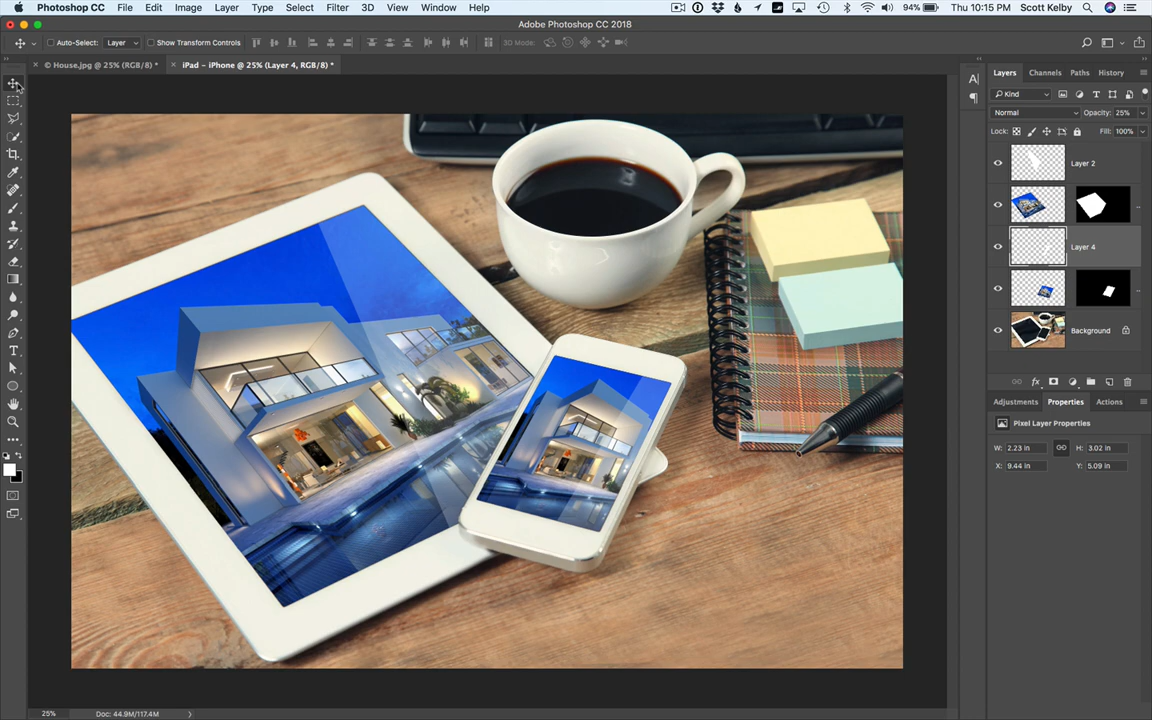 Photoshop CC File Edit Image Layer Type Select Filter 3D View Window Help 94% Thu 10:15 PM Scott Kelby
Adobe Photoshop CC 2018
Auto-Select: Layer Show Transform Controls 3D Mode:
× House.jpg @ 25% (RGB/8) * × iPad – iPhone @ 25% (Layer 4, RGB/8) *
Layers Channels Paths History
Kind
Normal Opacity: 25%
Lock: Fill: 100%
Layer 2
Layer 4
Background
Adjustments Properties Actions
Pixel Layer Properties
W: 2.23 in H: 3.02 in
X: 9.44 in Y: 5.09 in
25% Doc: 44.9M/117.4M